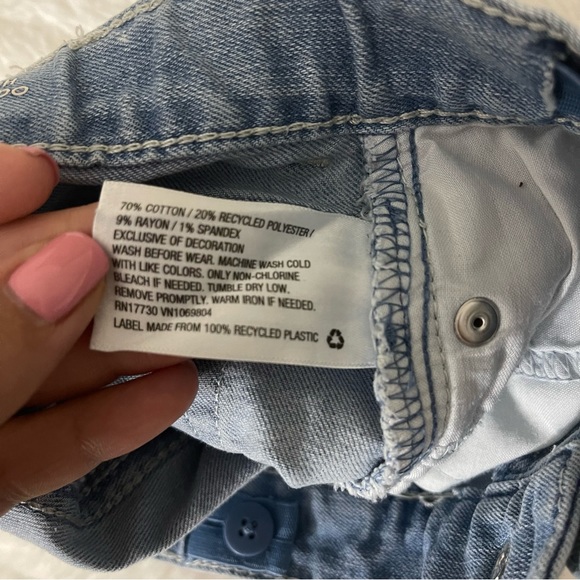 70% COTTON / 20% RECYCLED POLYESTER /
9% RAYON / 1% SPANDEX
EXCLUSIVE OF DECORATION
WASH BEFORE WEAR. MACHINE WASH COLD
WITH LIKE COLORS. ONLY NON-CHLORINE
BLEACH IF NEEDED. TUMBLE DRY LOW.
REMOVE PROMPTLY. WARM IRON IF NEEDED.
RN17730 VN1069804
LABEL MADE FROM 100% RECYCLED PLASTIC